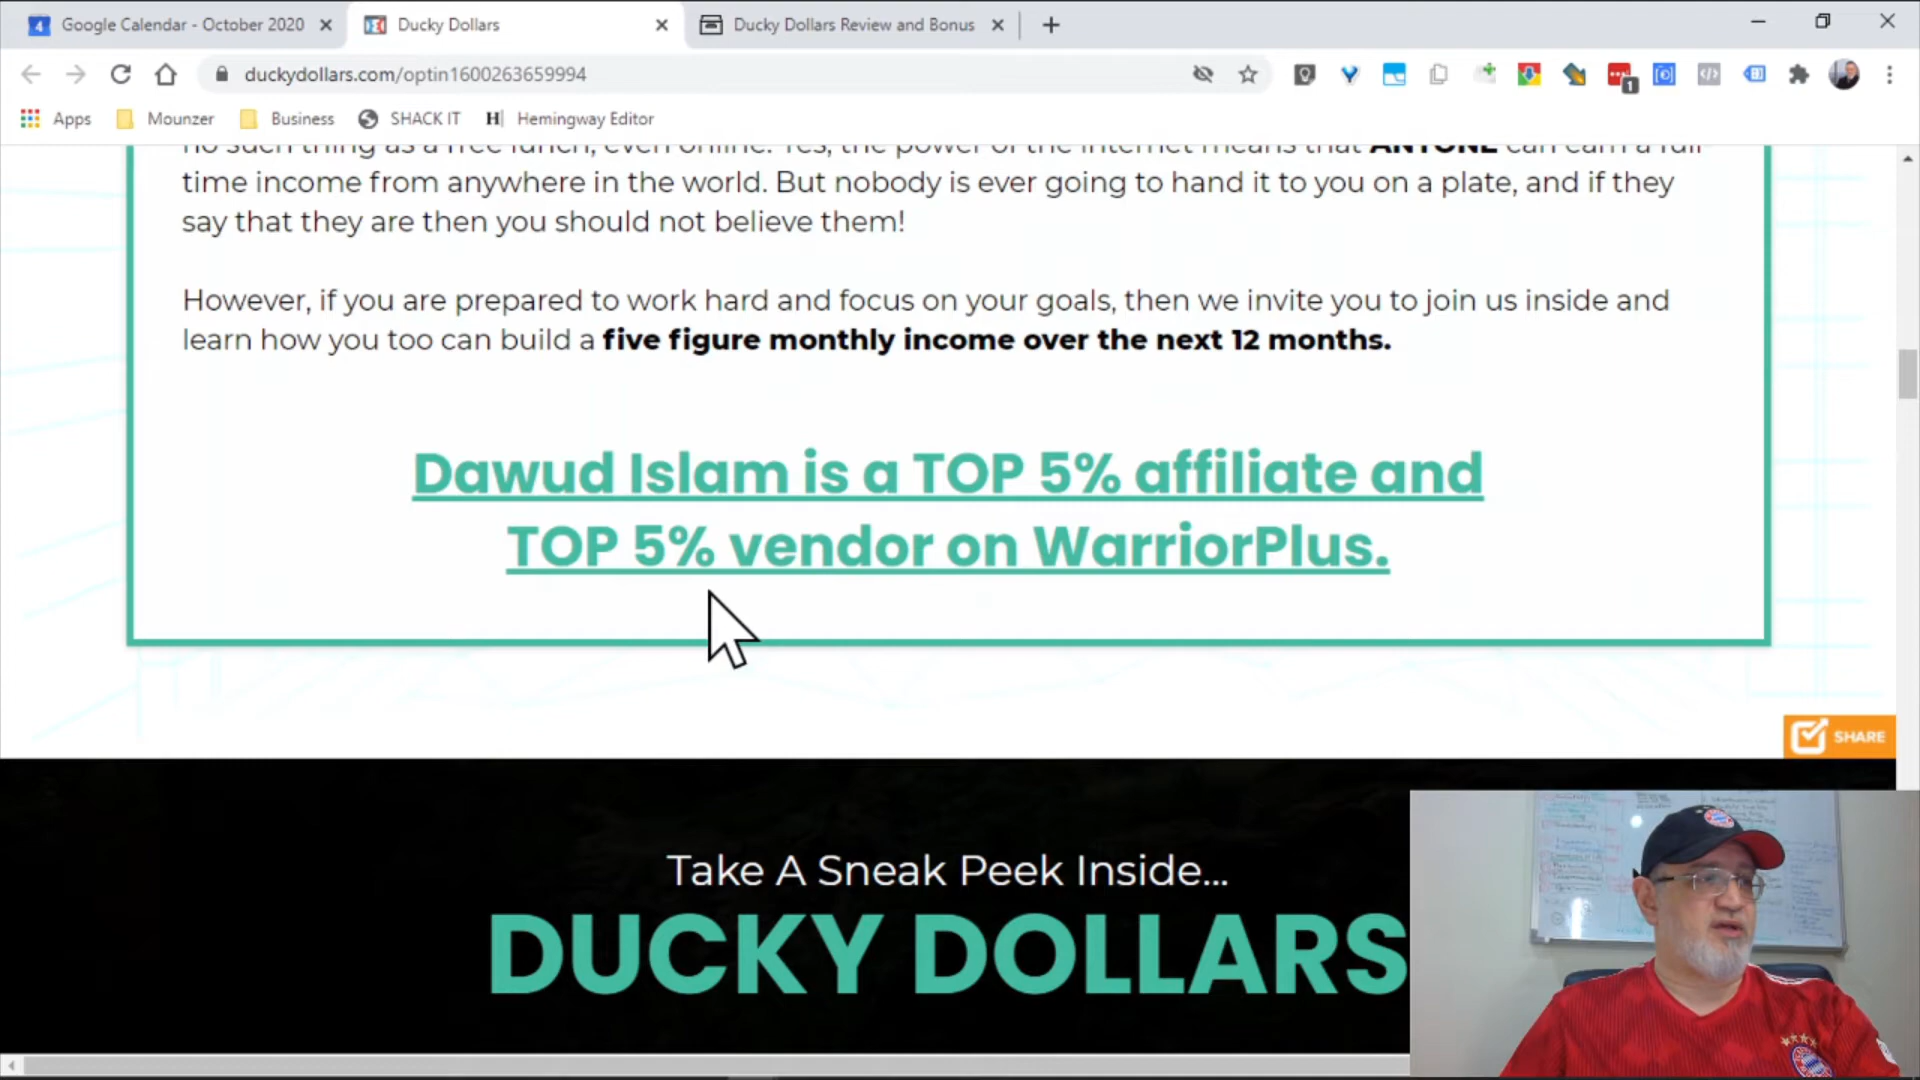 Google Calendar - October 2020
Ducky Dollars
Ducky Dollars Review and Bonus
duckydollars.com/optin1600263659994
1
Apps
Mounzer
Business
SHACK IT
H Hemingway Editor
no such thing as a free lunch, even online. Yes, the power of the internet means that ANYONE can earn a full
time income from anywhere in the world. But nobody is ever going to hand it to you on a plate, and if they
say that they are then you should not believe them!
However, if you are prepared to work hard and focus on your goals, then we invite you to join us inside and
learn how you too can build a five figure monthly income over the next 12 months.
Dawud Islam is a TOP 5% affiliate and
TOP 5% vendor on WarriorPlus.
SHARE
Take A Sneak Peek Inside...
DUCKY DOLLARS